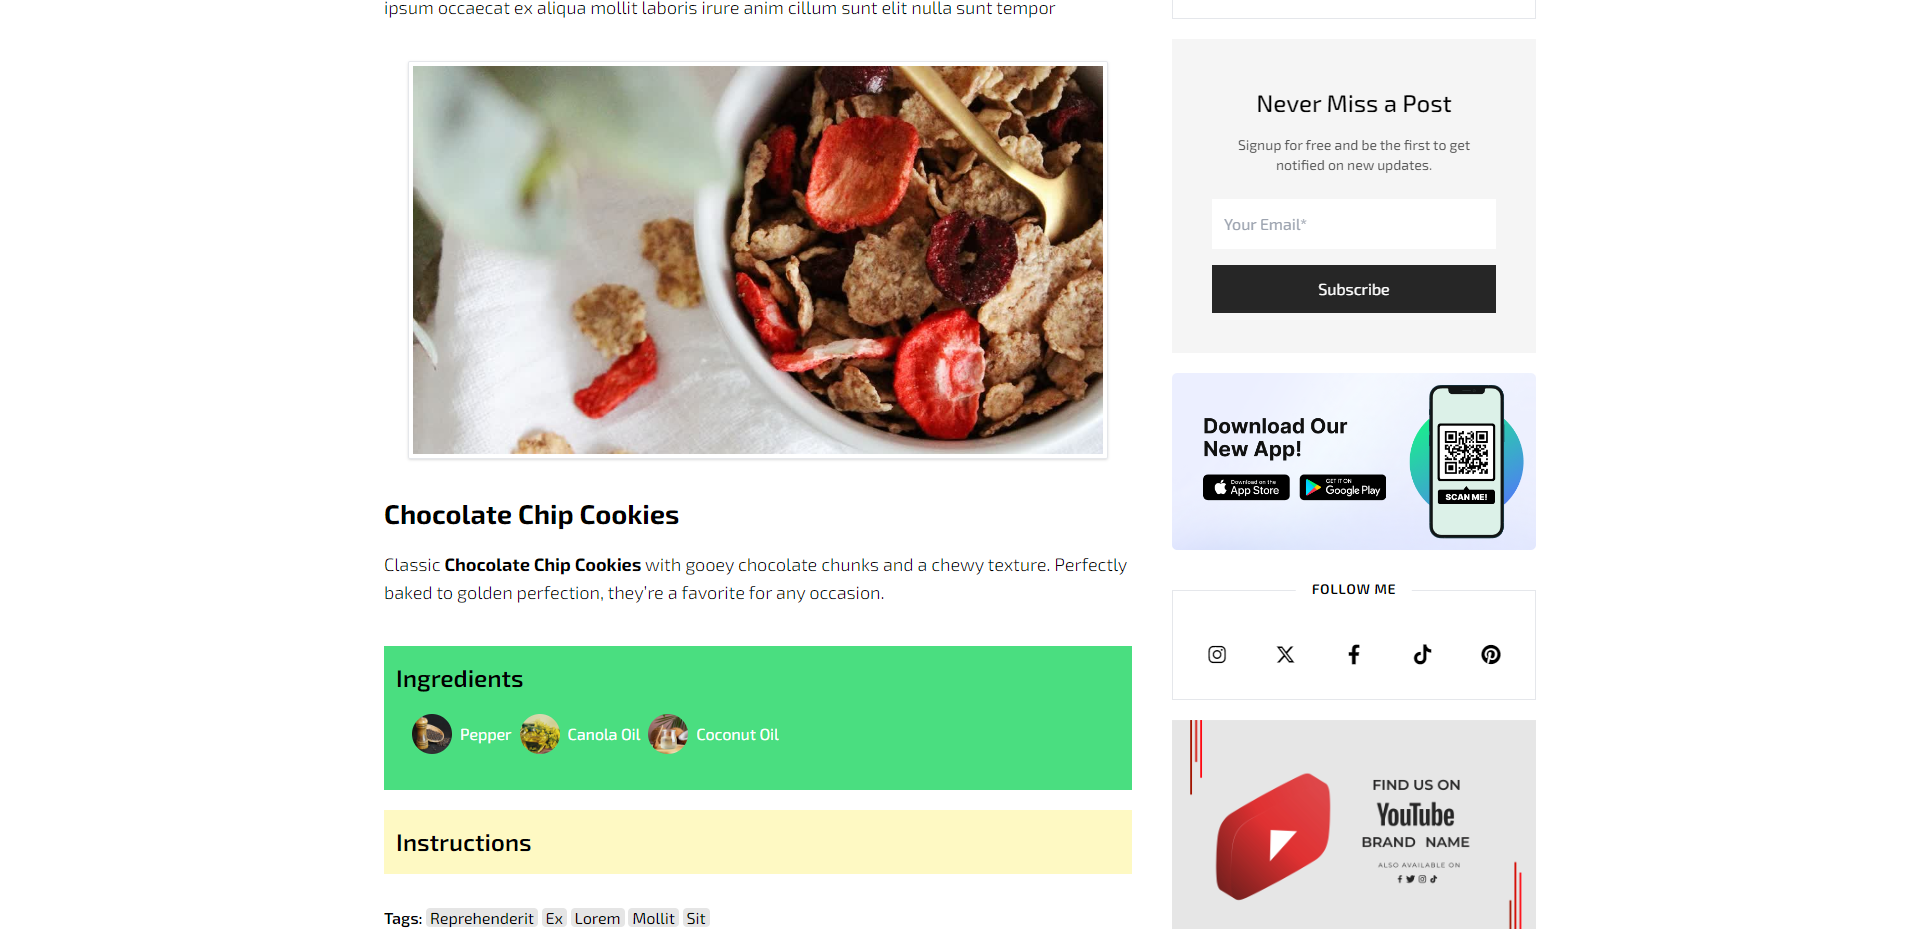 ipsum occaecat ex aliqua mollit laboris irure anim cillum sunt elit nulla sunt tempor
Chocolate Chip Cookies
Classic Chocolate Chip Cookies with gooey chocolate chunks and a chewy texture. Perfectly
baked to golden perfection, they’re a favorite for any occasion.
Ingredients
Pepper Canola Oil Coconut Oil
Instructions
Tags: Reprehenderit Ex Lorem Mollit Sit
Never Miss a Post
Signup for free and be the first to get
notified on new updates.
Your Email*
Subscribe
Download Our
New App!
Download on the
App Store
GET IT ON
Google Play
SCAN ME!
FOLLOW ME
FIND US ON
YouTube
BRAND NAME
ALSO AVAILABLE ON